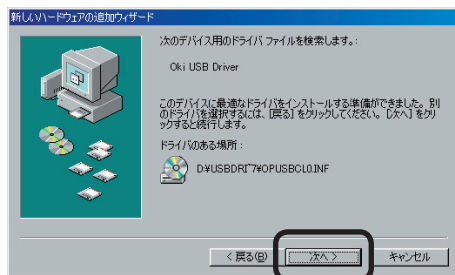 新しいハードウェアの追加ウィザード
次のデバイス用のドライバ ファイルを検索します。:
Oki USB Driver
このデバイスに最適なドライバをインストールする準備ができました。別
のドライバを選択するには、[戻る] をクリックしてください。[次へ] をクリ
ックすると続行します。
ドライバのある場所:
D¥USBDRI~7¥OPUSBCL0.INF
< 戻る(B) 次へ > キャンセル